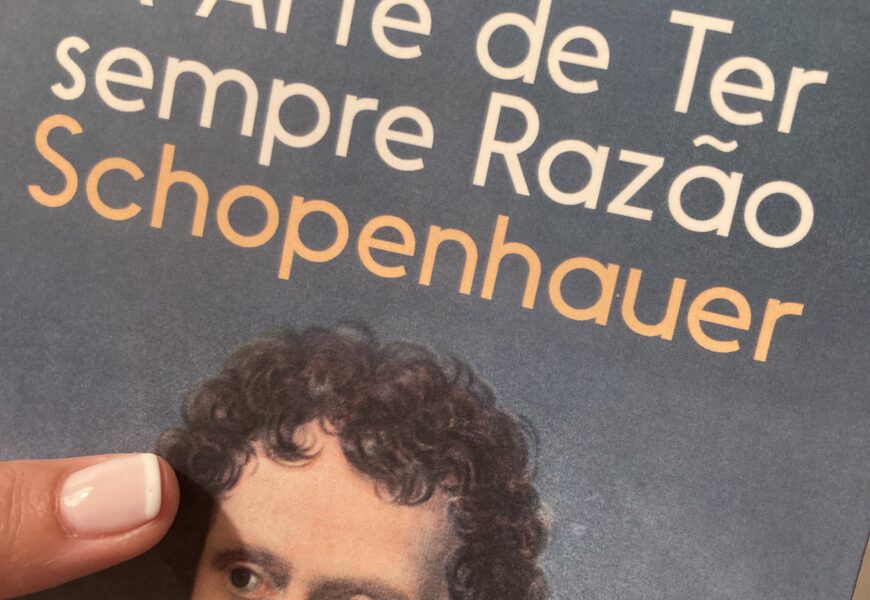 A Arte de Ter
sempre Razão
Schopenhauer